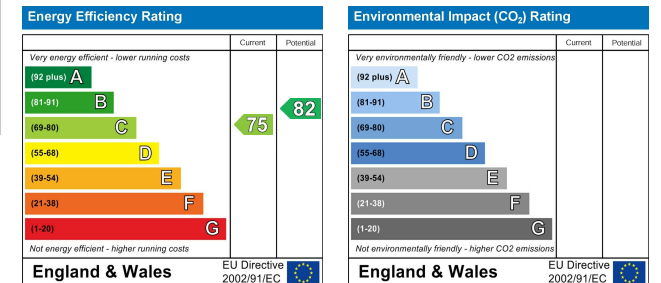 Energy Efficiency Rating
Current Potential
Very energy efficient - lower running costs
(92 plus) A
(81-91) B
(69-80) C
(55-68) D
(39-54) E
(21-38) F
(1-20) G
75
82
Not energy efficient - higher running costs
England & Wales
EU Directive
2002/91/EC
Environmental Impact (CO2) Rating
Current Potential
Very environmentally friendly - lower CO2 emissions
(92 plus) A
(81-91) B
(69-80) C
(55-68) D
(39-54) E
(21-38) F
(1-20) G
Not environmentally friendly - higher CO2 emissions
England & Wales
EU Directive
2002/91/EC